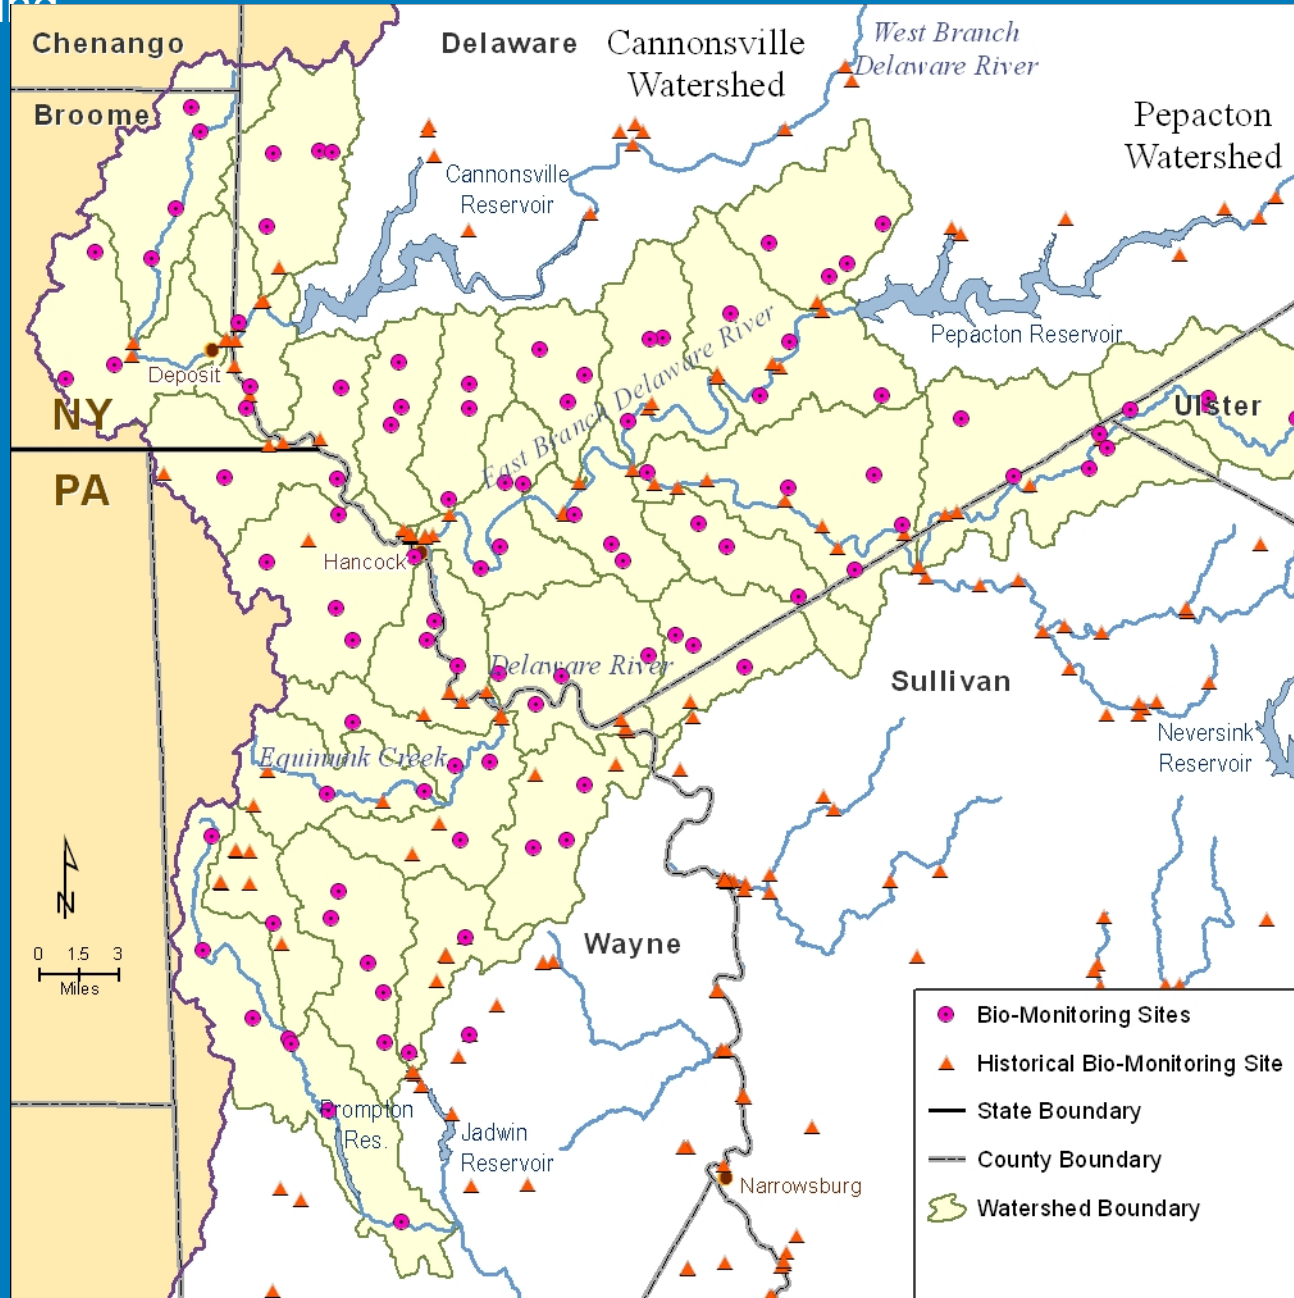 Chenango
Delaware
Cannonsville
Watershed
West Branch
Delaware River
Broome
Pepacton
Watershed
Cannonsville
Reservoir
Pepacton Reservoir
East Branch Delaware River
Deposit
NY
Ulster
PA
Hancock
Delaware River
Sullivan
Neversink
Reservoir
Equinunk Creek
N
Wayne
0 1.5 3
Miles
Prompton
Res.
Jadwin
Reservoir
Narrowsburg
Bio-Monitoring Sites
Historical Bio-Monitoring Site
State Boundary
County Boundary
Watershed Boundary